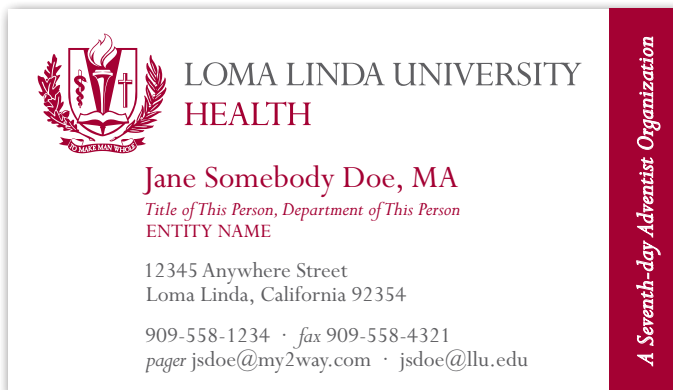 LOMA LINDA UNIVERSITY
HEALTH
TO MAKE MAN WHOLE
Jane Somebody Doe, MA
Title of This Person, Department of This Person
ENTITY NAME
12345 Anywhere Street
Loma Linda, California 92354
909-558-1234 · fax 909-558-4321
pager jsdoe@my2way.com · jsdoe@llu.edu
A Seventh-day Adventist Organization